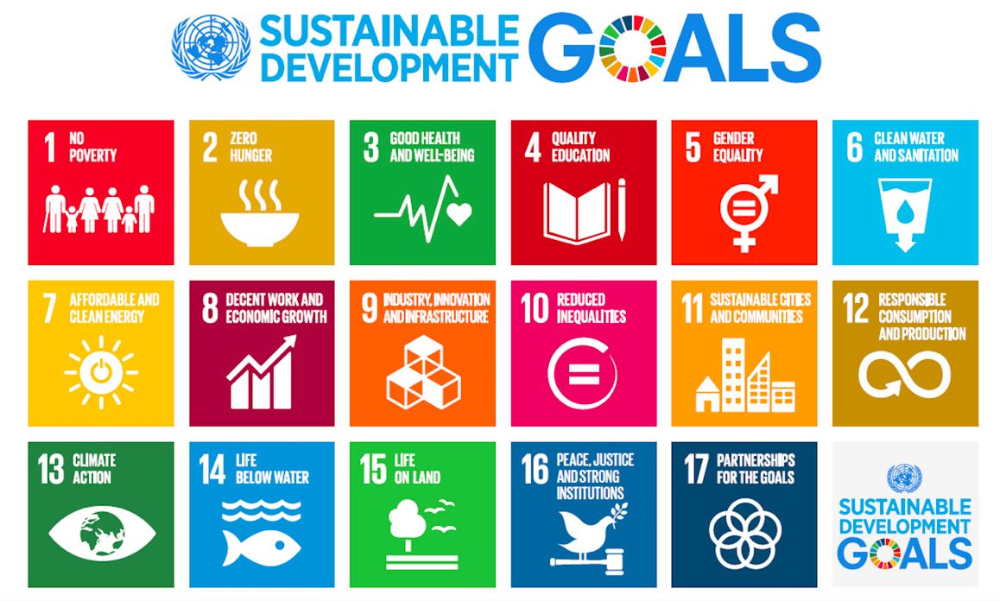 SUSTAINABLE
DEVELOPMENT
GOALS
1 NO
POVERTY
2 ZERO
HUNGER
3 GOOD HEALTH
AND WELL-BEING
4 QUALITY
EDUCATION
5 GENDER
EQUALITY
6 CLEAN WATER
AND SANITATION
7 AFFORDABLE AND
CLEAN ENERGY
8 DECENT WORK AND
ECONOMIC GROWTH
9 INDUSTRY, INNOVATION
AND INFRASTRUCTURE
10 REDUCED
INEQUALITIES
11 SUSTAINABLE CITIES
AND COMMUNITIES
12 RESPONSIBLE
CONSUMPTION
AND PRODUCTION
13 CLIMATE
ACTION
14 LIFE
BELOW WATER
15 LIFE
ON LAND
16 PEACE, JUSTICE
AND STRONG
INSTITUTIONS
17 PARTNERSHIPS
FOR THE GOALS
SUSTAINABLE
DEVELOPMENT
GOALS